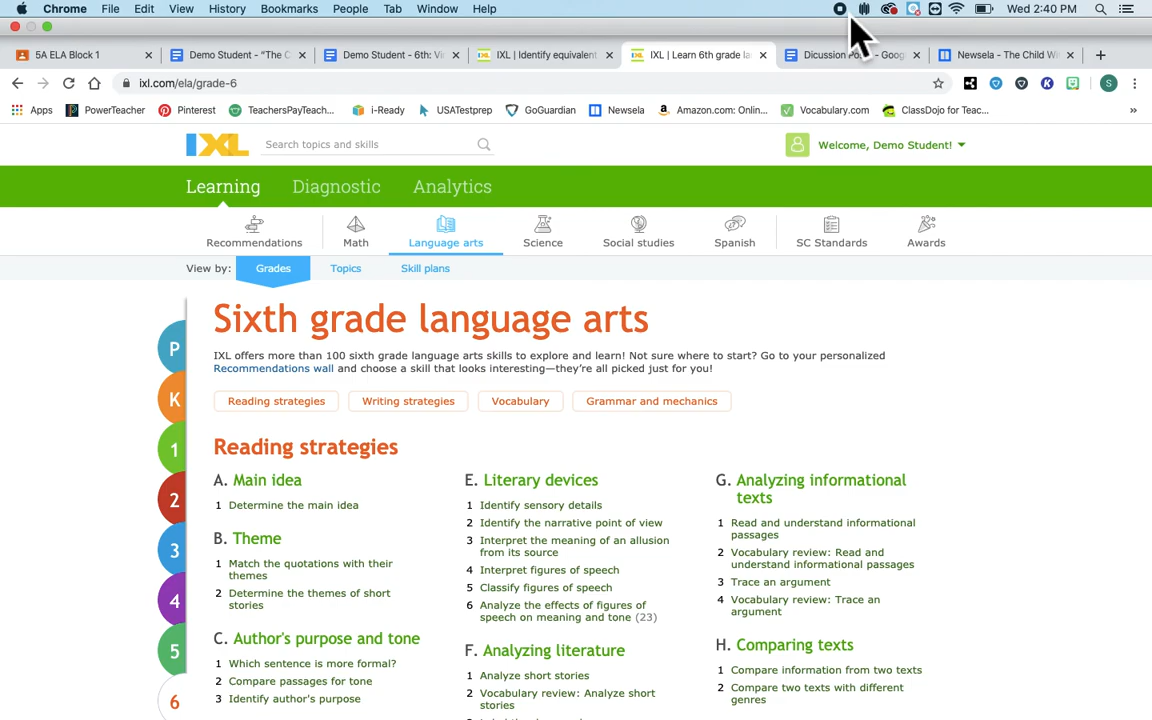 Chrome File Edit View History Bookmarks People Tab Window Help Wed 2:40 PM
5A ELA Block 1 Demo Student - "The C Demo Student - 6th: Vi IXL | Identify equivalent IXL | Learn 6th grade la Dicussion Po - Goog Newsela - The Child W
ixl.com/ela/grade-6 K S
Apps PowerTeacher Pinterest TeachersPayTeach... i-Ready USATestprep GoGuardian Newsela Amazon.com: Onlin... Vocabulary.com ClassDojo for Teac... »
IXL Search topics and skills Welcome, Demo Student!
Learning Diagnostic Analytics
Recommendations Math Language arts Science Social studies Spanish SC Standards Awards
View by: Grades Topics Skill plans
Sixth grade language arts
IXL offers more than 100 sixth grade language arts skills to explore and learn! Not sure where to start? Go to your personalized
Recommendations wall and choose a skill that looks interesting—they're all picked just for you!
Reading strategies Writing strategies Vocabulary Grammar and mechanics
P
K
1
2
3
4
5
6
Reading strategies
A. Main idea
1 Determine the main idea
B. Theme
1 Match the quotations with their
themes
2 Determine the themes of short
stories
C. Author's purpose and tone
1 Which sentence is more formal?
2 Compare passages for tone
3 Identify author's purpose
E. Literary devices
1 Identify sensory details
2 Identify the narrative point of view
3 Interpret the meaning of an allusion
from its source
4 Interpret figures of speech
5 Classify figures of speech
6 Analyze the effects of figures of
speech on meaning and tone (23)
F. Analyzing literature
1 Analyze short stories
2 Vocabulary review: Analyze short
stories
G. Analyzing informational
texts
1 Read and understand informational
passages
2 Vocabulary review: Read and
understand informational passages
3 Trace an argument
4 Vocabulary review: Trace an
argument
H. Comparing texts
1 Compare information from two texts
2 Compare two texts with different
genres